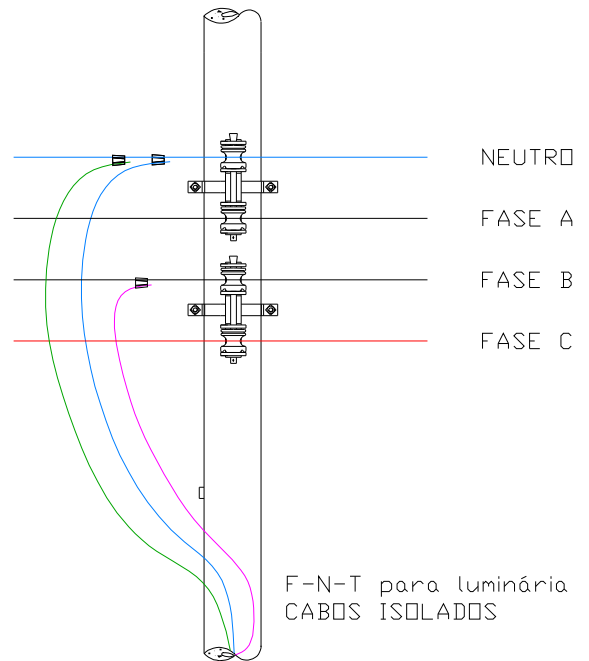 NEUTRO
FASE A
FASE B
FASE C
F-N-T para luminária
CABOS ISOLADOS